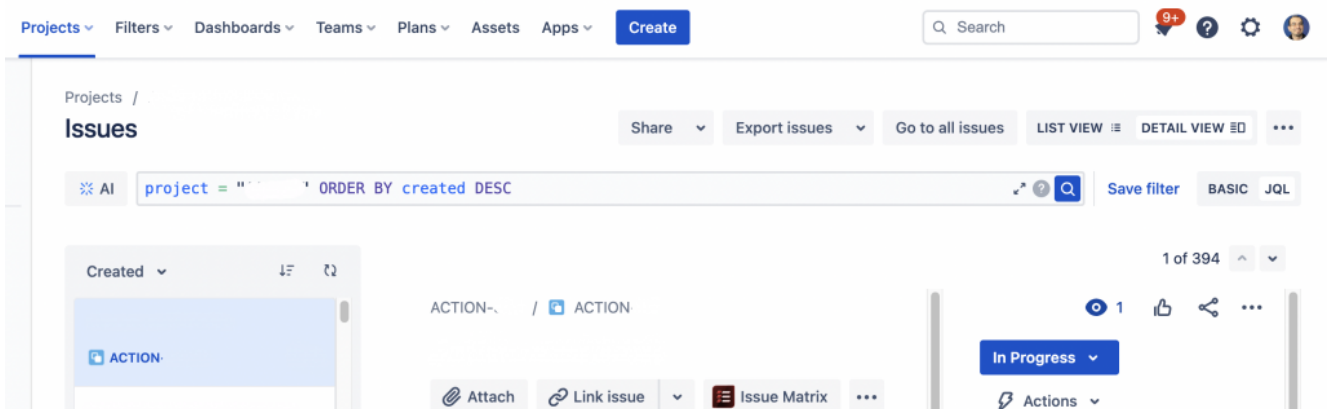 Projects Filters Dashboards Teams Plans Assets Apps Create Search 9+
Projects /
Issues
Share Export issues Go to all issues LIST VIEW DETAIL VIEW
AI project = " ' ORDER BY created DESC Save filter BASIC JQL
Created 1 of 394
ACTION- / ACTION 1
ACTION- In Progress
Attach Link issue Issue Matrix Actions